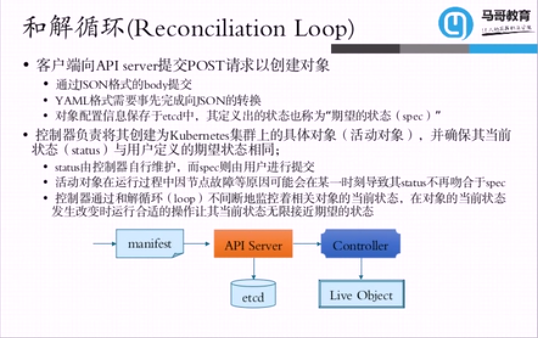 和解循环(Reconciliation Loop)
马哥教育
• 客户端向API server提交POST请求以创建对象
• 通过JSON格式的body提交
• YAML格式需要事先完成向JSON的转换
• 对象配置信息保存于etcd中，其定义出的状态也称为“期望的状态（spec）”
• 控制器负责将其创建为Kubernetes集群上的具体对象（活动对象），并确保其当前
状态（status）与用户定义的期望状态相同；
• status由控制器自行维护，而spec则由用户进行提交
• 活动对象在运行过程中因节点故障等原因可能会在某一时刻导致其status不再吻合于spec
• 控制器通过和解循环（loop）不间断地监控着相关对象的当前状态，在对象的当前状态
发生改变时运行合适的操作让其当前状态无限接近期望的状态
manifest
API Server
Controller
etcd
Live Object